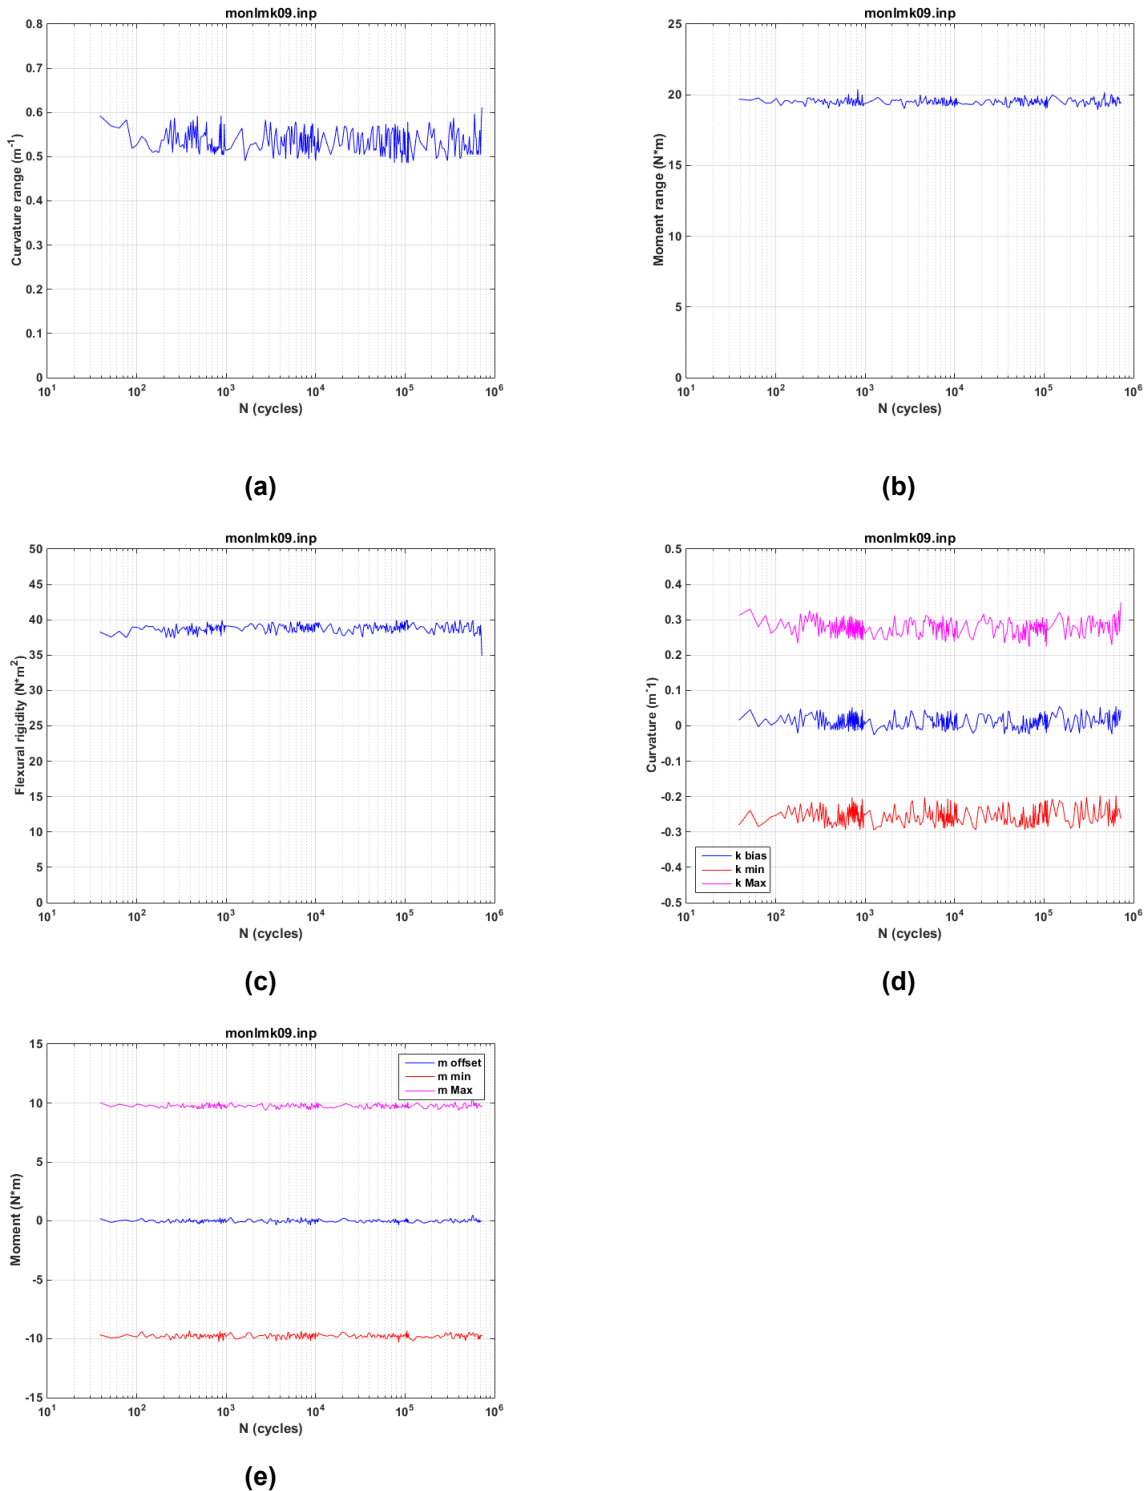 monlmk09.inp
Curvature range (m⁻¹)
0.8
0.7
0.6
0.5
0.4
0.3
0.2
0.1
0
10¹ 10² 10³ 10⁴ 10⁵ 10⁶
N (cycles)
(a)
monlmk09.inp
Moment range (N*m)
25
20
15
10
5
0
10¹ 10² 10³ 10⁴ 10⁵ 10⁶
N (cycles)
(b)
monlmk09.inp
Flexural rigidity (N*m²)
50
45
40
35
30
25
20
15
10
5
0
10¹ 10² 10³ 10⁴ 10⁵ 10⁶
N (cycles)
(c)
monlmk09.inp
Curvature (m⁻1)
0.5
0.4
0.3
0.2
0.1
0
-0.1
-0.2
-0.3
-0.4
-0.5
k bias
k min
k Max
10¹ 10² 10³ 10⁴ 10⁵ 10⁶
N (cycles)
(d)
monlmk09.inp
Moment (N*m)
15
10
5
0
-5
-10
-15
m offset
m min
m Max
10¹ 10² 10³ 10⁴ 10⁵ 10⁶
N (cycles)
(e)